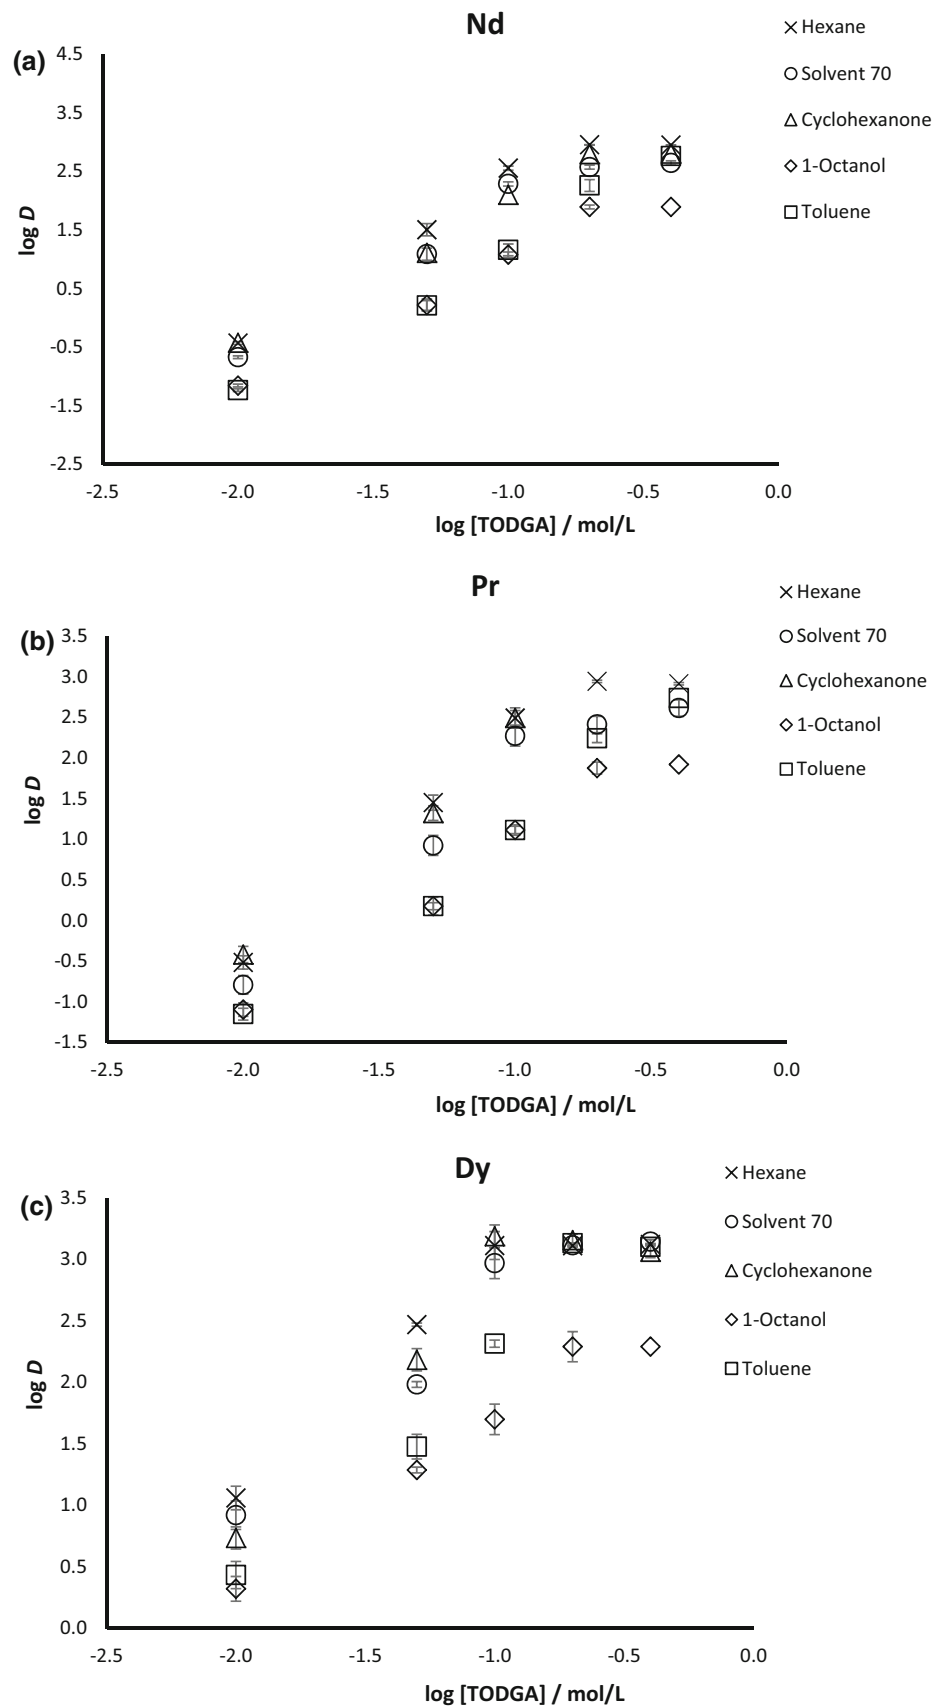 Nd
(a)
4.5
3.5
2.5
1.5
0.5
-0.5
-1.5
-2.5
log D
-2.5 -2.0 -1.5 -1.0 -0.5 0.0
log [TODGA] / mol/L
Hexane
Solvent 70
Cyclohexanone
1-Octanol
Toluene
Pr
(b)
3.5
3.0
2.5
2.0
1.5
1.0
0.5
0.0
-0.5
-1.0
-1.5
log D
-2.5 -2.0 -1.5 -1.0 -0.5 0.0
log [TODGA] / mol/L
Hexane
Solvent 70
Cyclohexanone
1-Octanol
Toluene
Dy
(c)
3.5
3.0
2.5
2.0
1.5
1.0
0.5
0.0
log D
-2.5 -2.0 -1.5 -1.0 -0.5 0.0
log [TODGA] / mol/L
Hexane
Solvent 70
Cyclohexanone
1-Octanol
Toluene